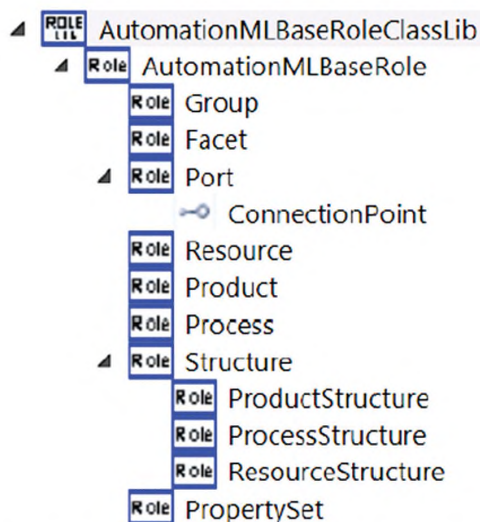 ROLE LIB AutomationMLBaseRoleClassLib
Role AutomationMLBaseRole
Role Group
Role Facet
Role Port
ConnectionPoint
Role Resource
Role Product
Role Process
Role Structure
Role ProductStructure
Role ProcessStructure
Role ResourceStructure
Role PropertySet